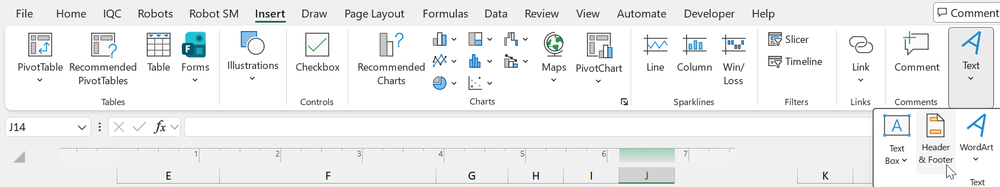 File Home IQC Robots Robot SM Insert Draw Page Layout Formulas Data Review View Automate Developer Help Comment
PivotTable
Recommended
PivotTables
Table
Forms
Tables
Illustrations
Checkbox
Controls
Recommended
Charts
Maps
PivotChart
Charts
Line
Column
Win/
Loss
Sparklines
Slicer
Timeline
Filters
Link
Links
Comment
Comments
Text
J14
fx
Text
Box
Header
& Footer
WordArt
Text
1 2 3 4 5 6 7
E F G H I J K